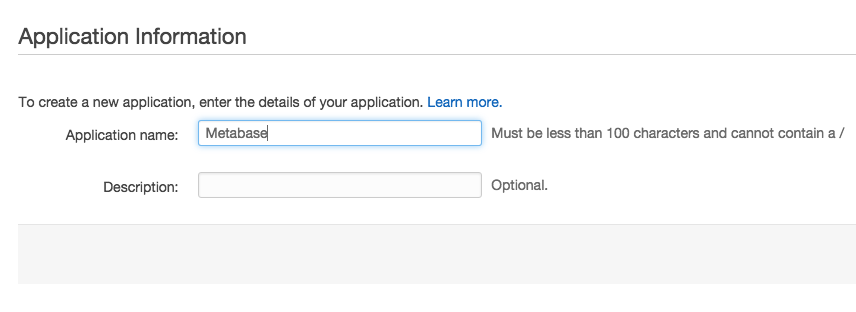 Application Information
To create a new application, enter the details of your application. Learn more.
Application name: Metabase Must be less than 100 characters and cannot contain a /
Description: Optional.